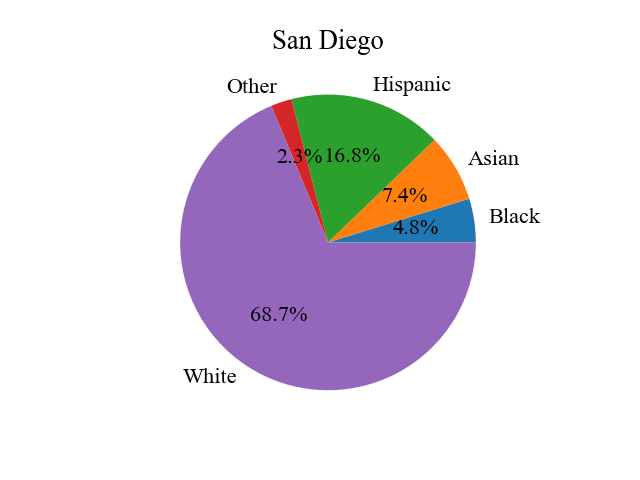 San Diego
Other
Hispanic
Asian
Black
White
2.3%
16.8%
7.4%
4.8%
68.7%